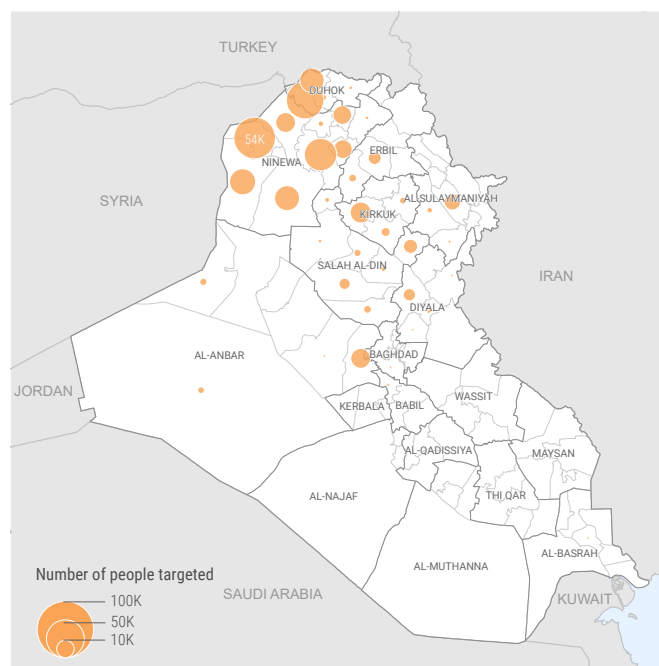 TURKEY
DUHOK
54K
ERBIL
NINEWA
SYRIA
AL-SULAYMANIYAH
KIRKUK
SALAH AL-DIN
IRAN
DIYALA
AL-ANBAR
BAGHDAD
JORDAN
WASSIT
KERBALA
BABIL
AL-QADISSIYA
MAYSAN
AL-NAJAF
THI QAR
AL-BASRAH
AL-MUTHANNA
Number of people targeted
SAUDI ARABIA
KUWAIT
100K
50K
10K